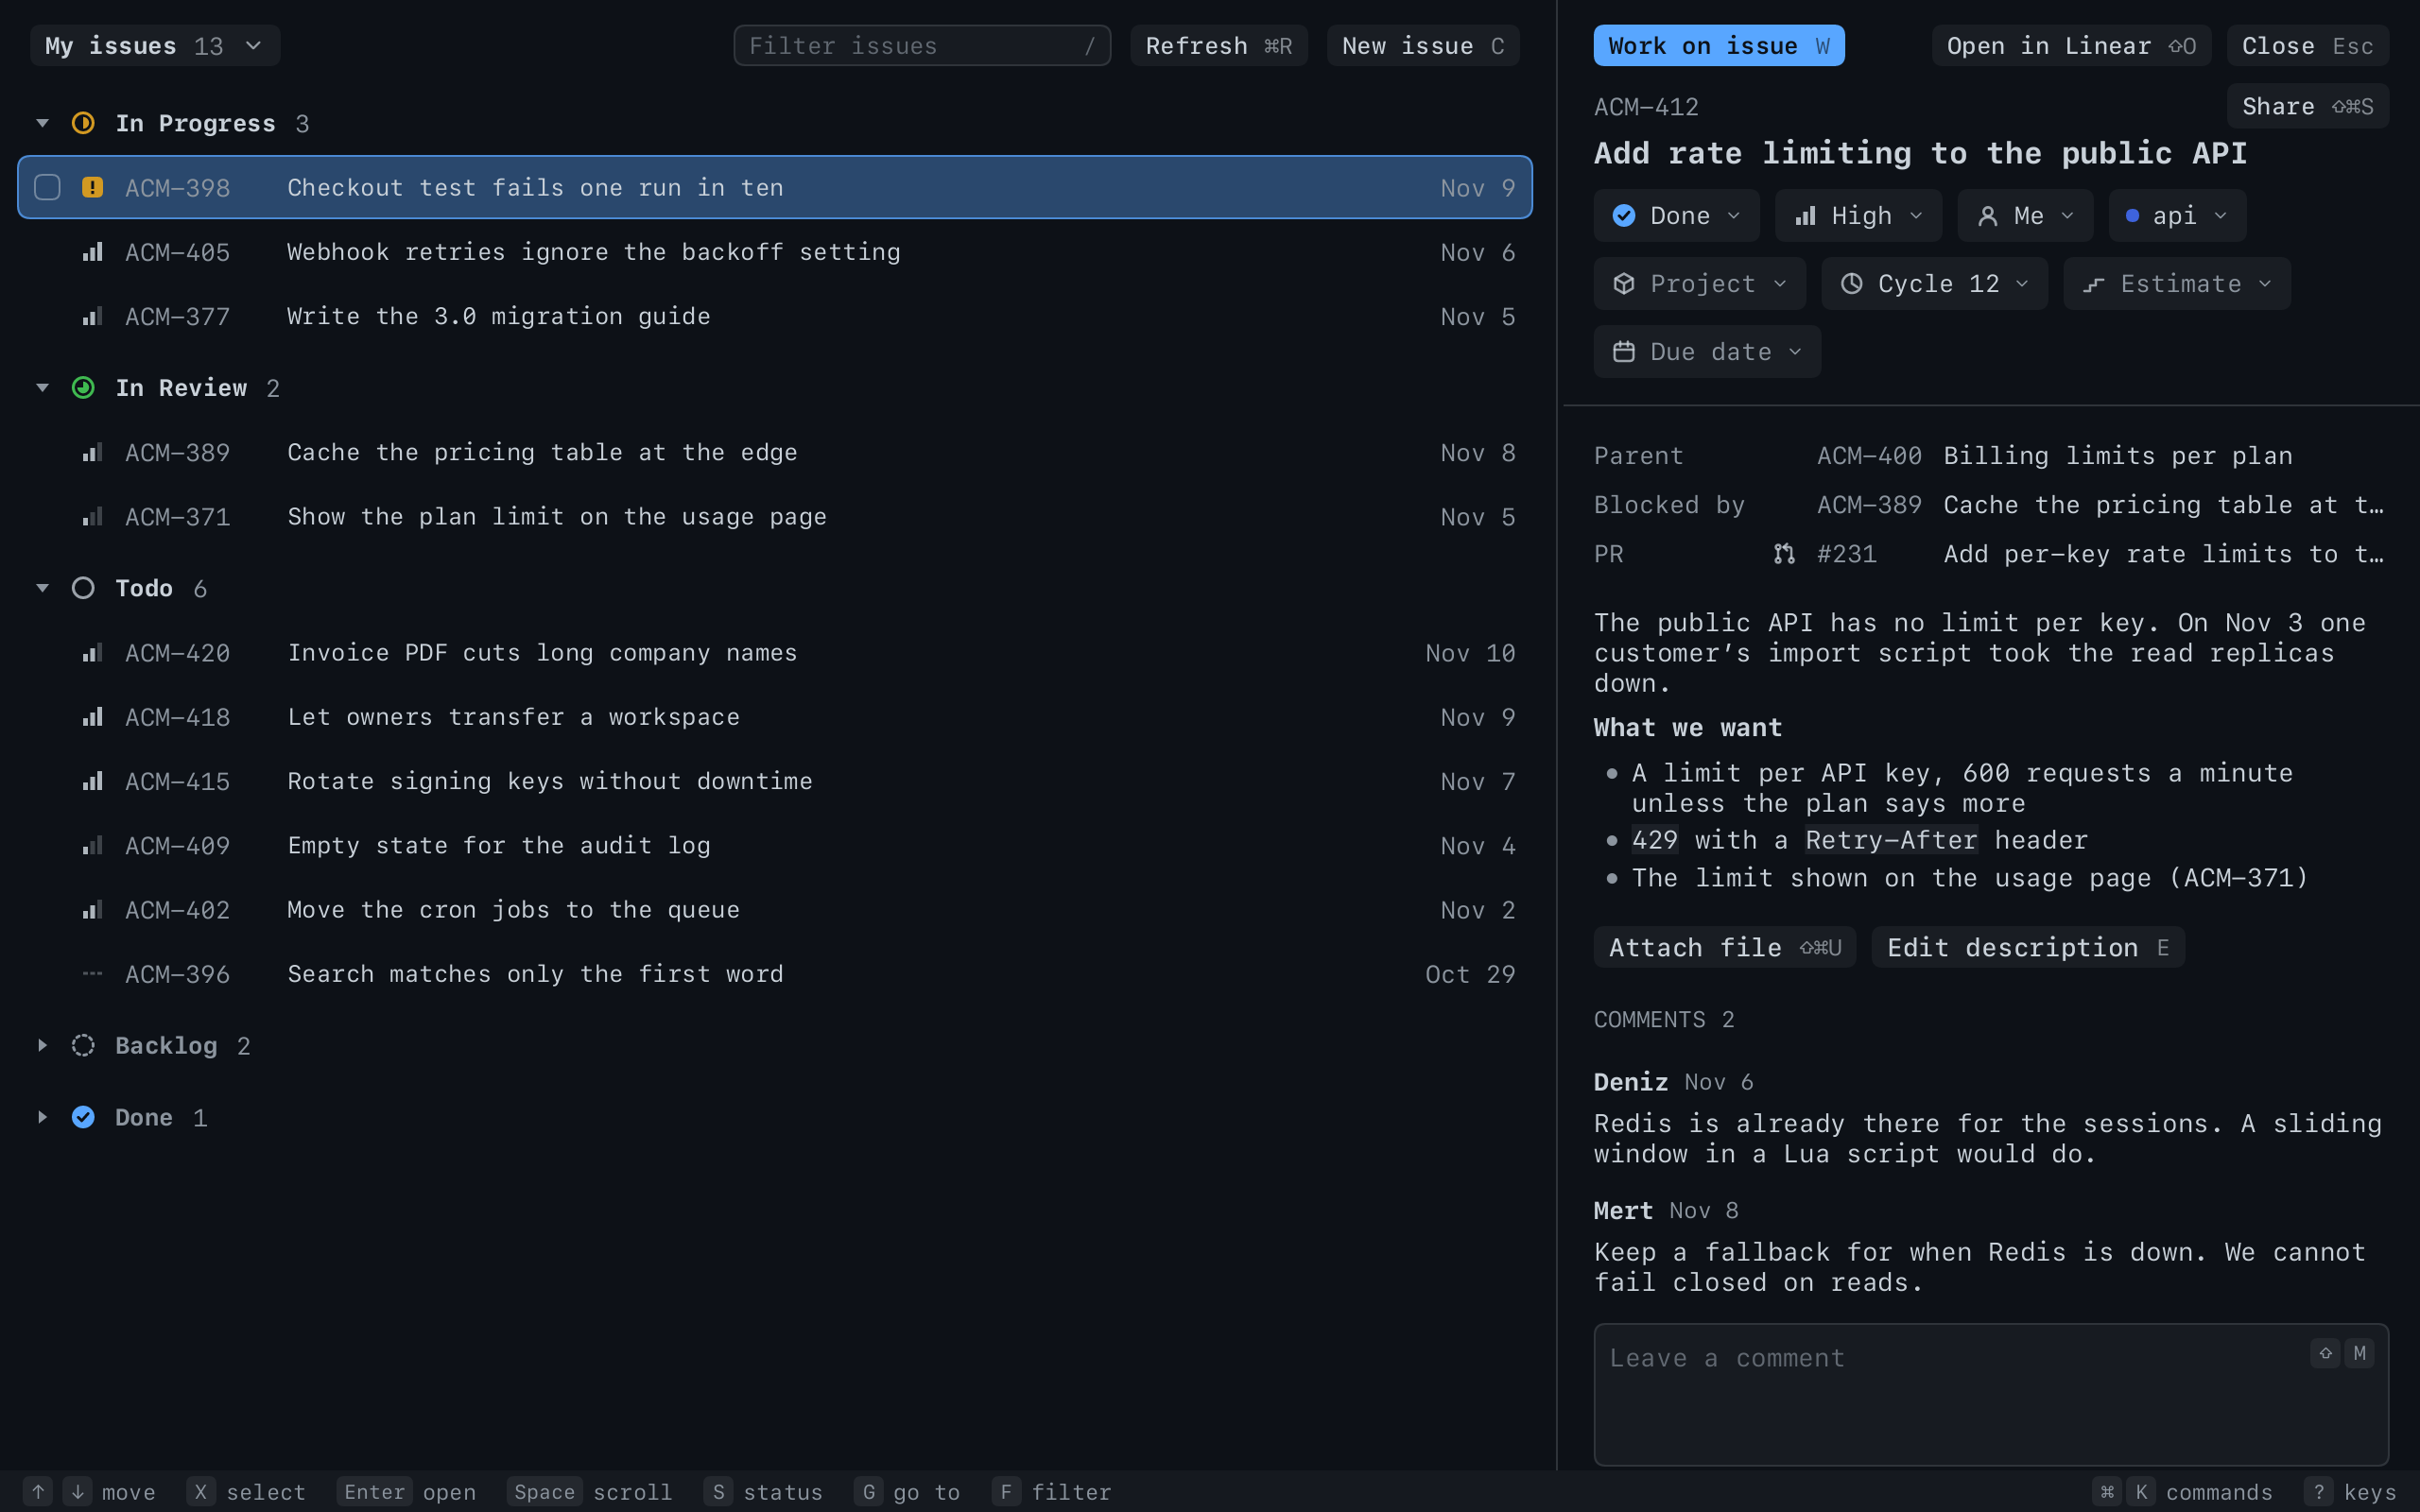 My issues 13
Filter issues /
Refresh ⌘R
New issue C
In Progress 3
ACM-398 Checkout test fails one run in ten Nov 9
ACM-405 Webhook retries ignore the backoff setting Nov 6
ACM-377 Write the 3.0 migration guide Nov 5
In Review 2
ACM-389 Cache the pricing table at the edge Nov 8
ACM-371 Show the plan limit on the usage page Nov 5
Todo 6
ACM-420 Invoice PDF cuts long company names Nov 10
ACM-418 Let owners transfer a workspace Nov 9
ACM-415 Rotate signing keys without downtime Nov 7
ACM-409 Empty state for the audit log Nov 4
ACM-402 Move the cron jobs to the queue Nov 2
ACM-396 Search matches only the first word Oct 29
Backlog 2
Done 1
Work on issue W
Open in Linear ⇧O
Close Esc
ACM-412
Share ⇧⌘S
Add rate limiting to the public API
Done High Me api
Project Cycle 12 Estimate
Due date
Parent ACM-400 Billing limits per plan
Blocked by ACM-389 Cache the pricing table at t…
PR #231 Add per-key rate limits to t…
The public API has no limit per key. On Nov 3 one
customer’s import script took the read replicas
down.
What we want
• A limit per API key, 600 requests a minute
unless the plan says more
• 429 with a Retry-After header
• The limit shown on the usage page (ACM-371)
Attach file ⇧⌘U
Edit description E
COMMENTS 2
Deniz Nov 6
Redis is already there for the sessions. A sliding
window in a Lua script would do.
Mert Nov 8
Keep a fallback for when Redis is down. We cannot
fail closed on reads.
Leave a comment ⇧ M
↑ ↓ move X select Enter open Space scroll S status G go to F filter
⌘ K commands ? keys